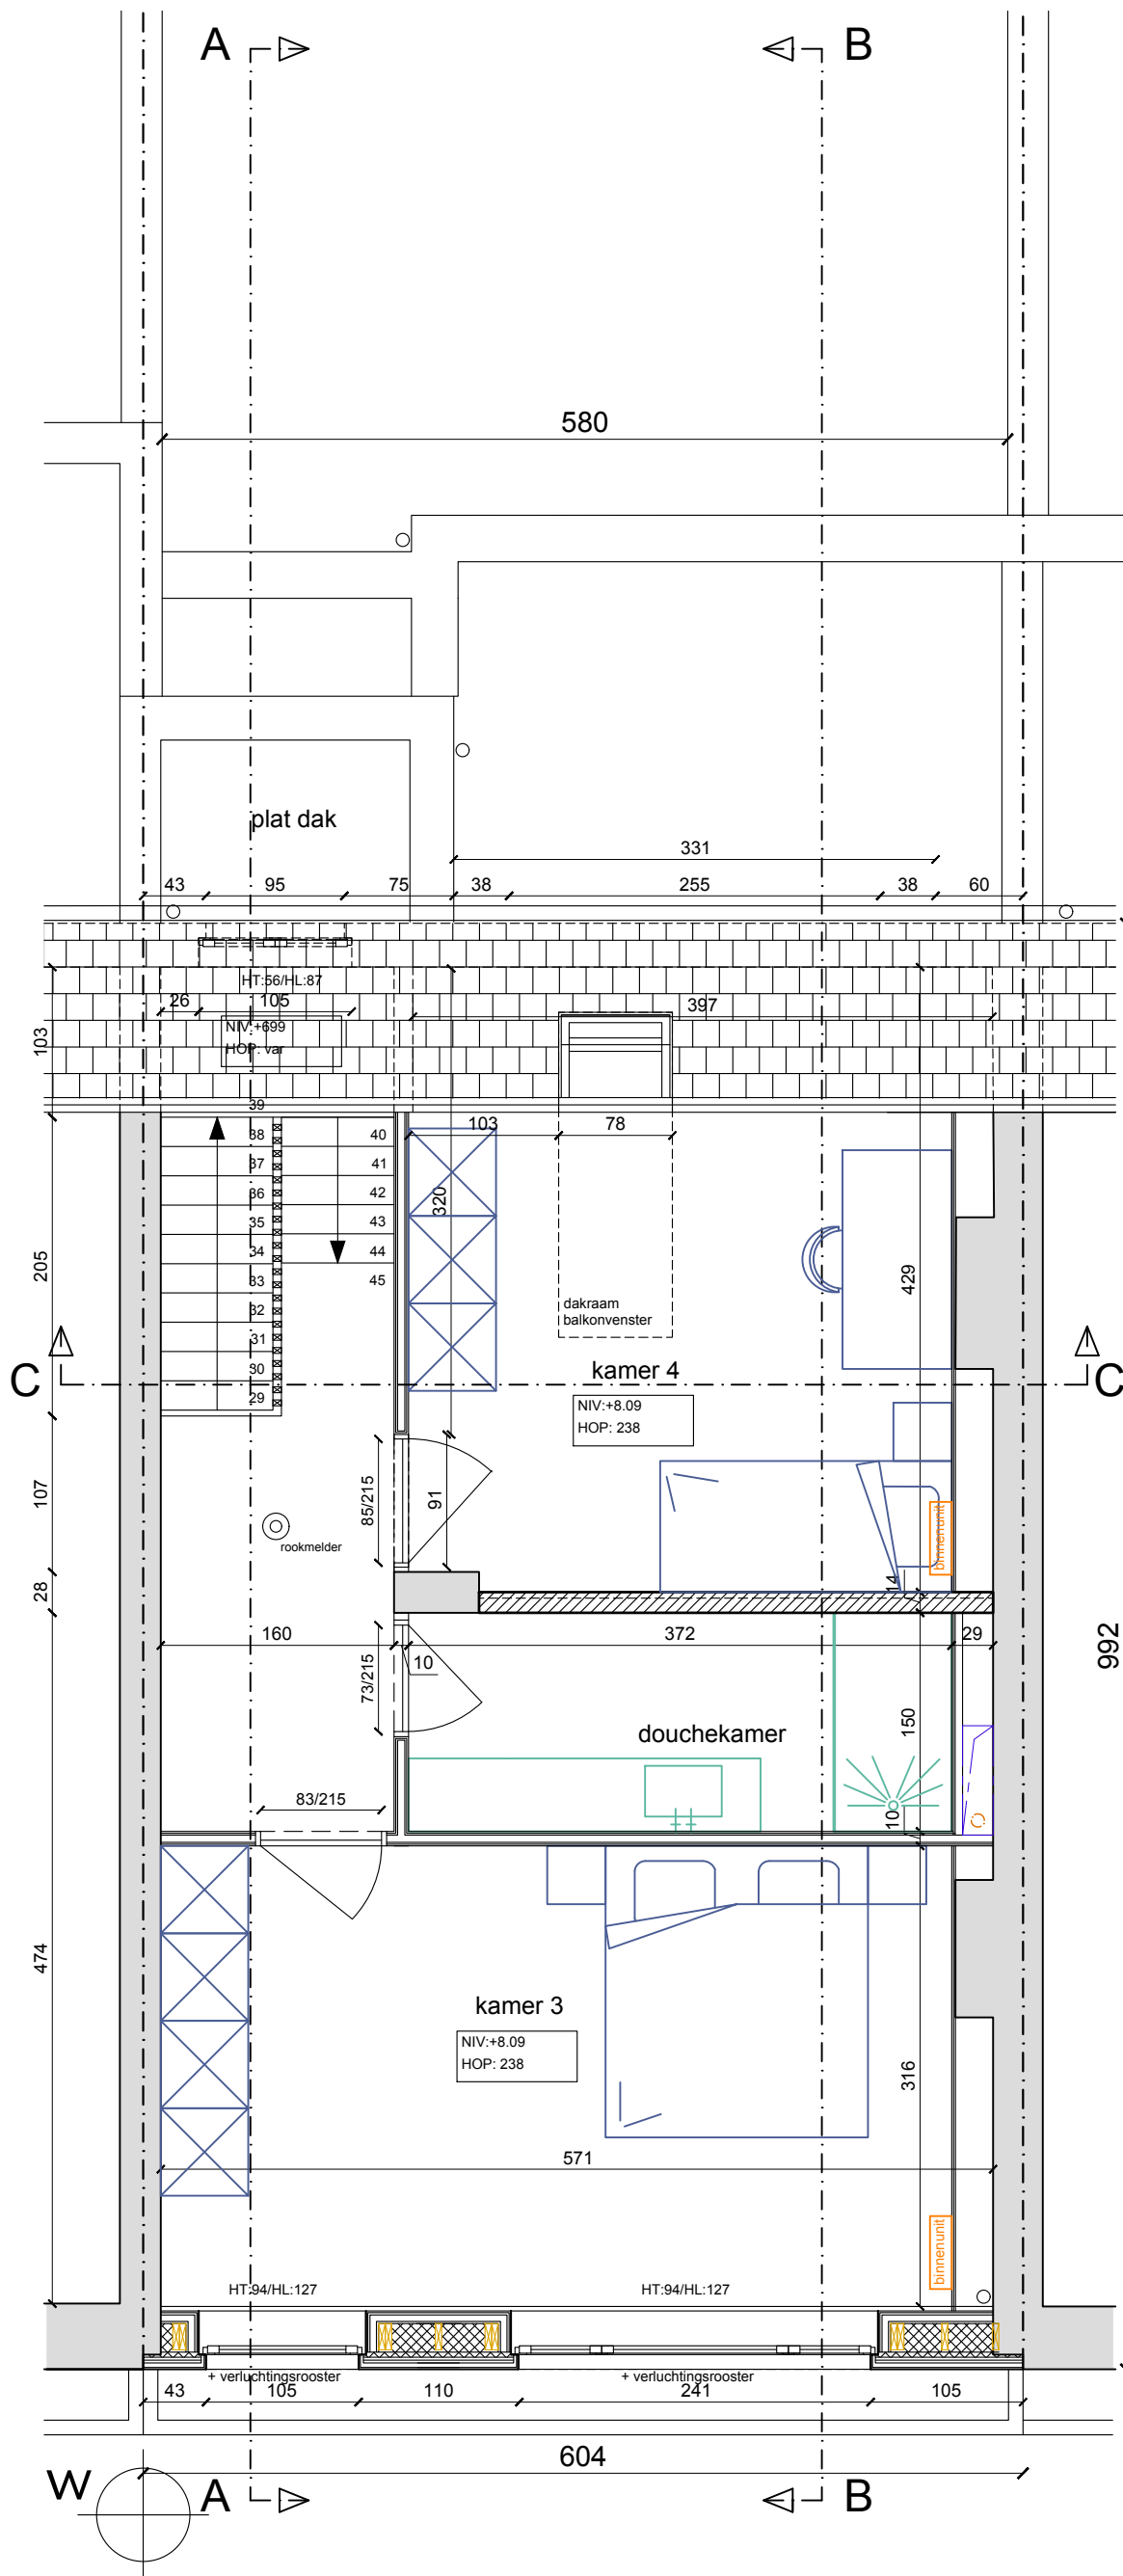 A
B
580
plat dak
331
43
95
75
38
255
38
60
HT:56/HL:87
26
105
397
NIV:+699
HOP: var
103
39
103
78
38
40
37
41
36
42
320
35
43
34
44
33
45
32
31
30
29
205
429
dakraam
balkonvenster
C
kamer 4
C
NIV:+8.09
HOP: 238
107
85/215
91
rookmelder
binnenunit
28
14
160
372
29
992
73/215
10
150
douchekamer
83/215
10
474
kamer 3
NIV:+8.09
HOP: 238
316
571
binnenunit
HT:94/HL:127
HT:94/HL:127
+ verluchtingsrooster
+ verluchtingsrooster
43
105
110
241
105
604
W
A
B